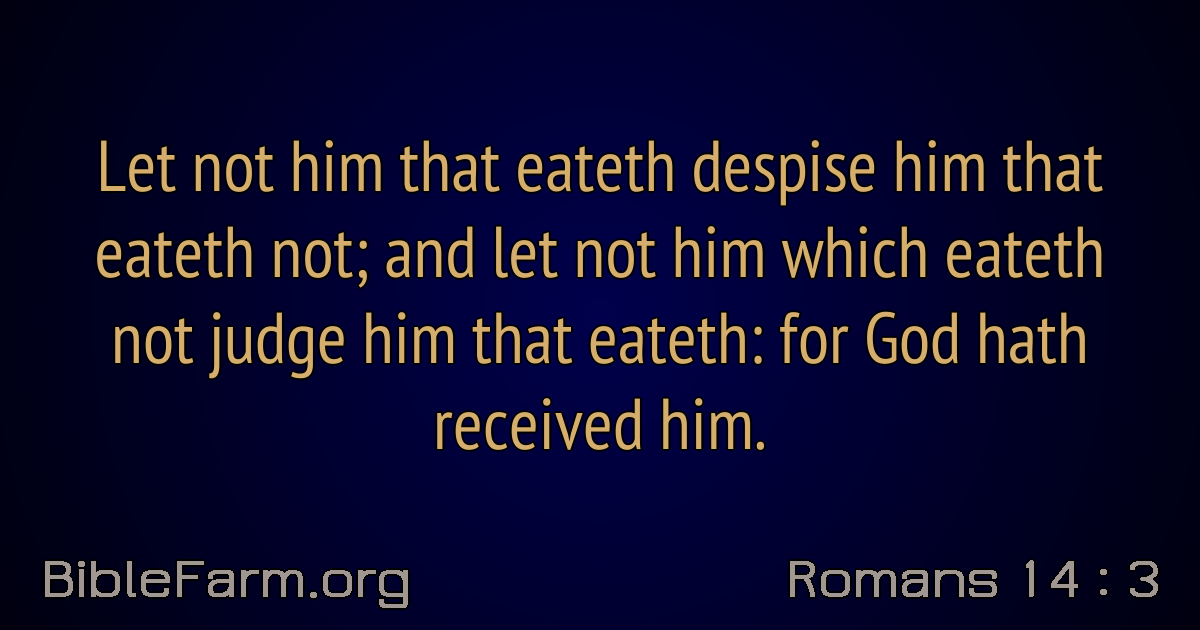 Let not him that eateth despise him that
eateth not; and let not him which eateth
not judge him that eateth: for God hath
received him.
BibleFarm.org
Romans 14 : 3